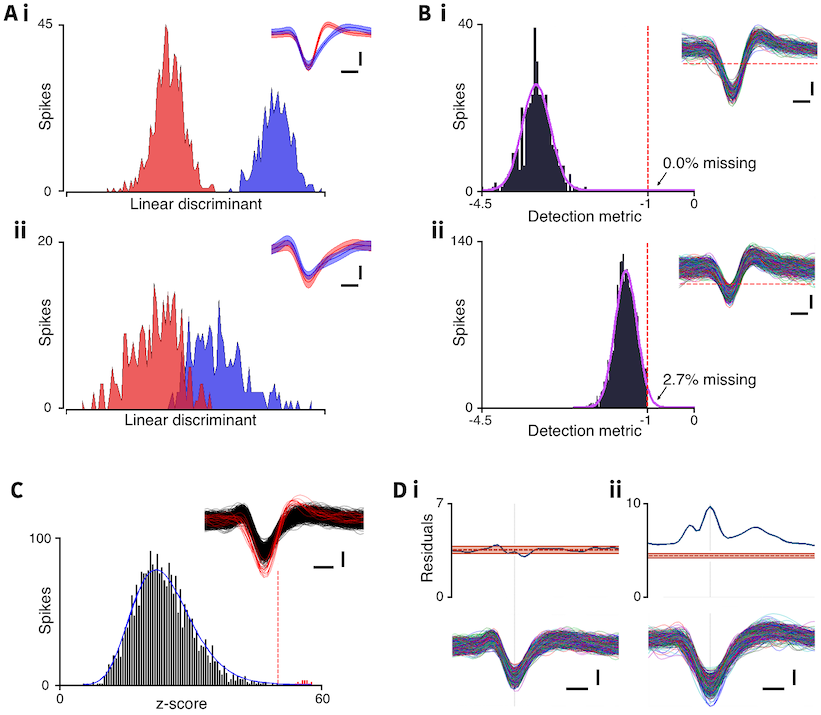 A i
45
Spikes
0
Linear discriminant
ii
20
Spikes
0
Linear discriminant
B i
40
Spikes
0
0.0% missing
-4.5
-1
0
Detection metric
ii
140
Spikes
0
2.7% missing
-4.5
-1
0
Detection metric
C
100
Spikes
0
0
60
z-score
D i
7
Residuals
0
ii
10
0